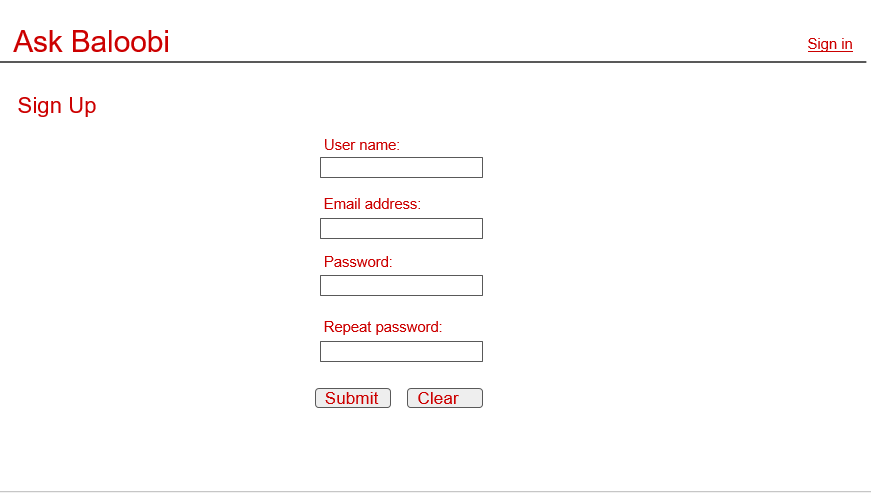 Ask Baloobi
Sign in
Sign Up
User name:
Email address:
Password:
Repeat password:
Submit
Clear